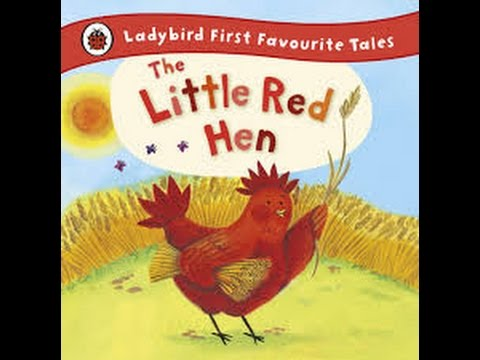 Ladybird First Favourite Tales
The
Little Red
Hen